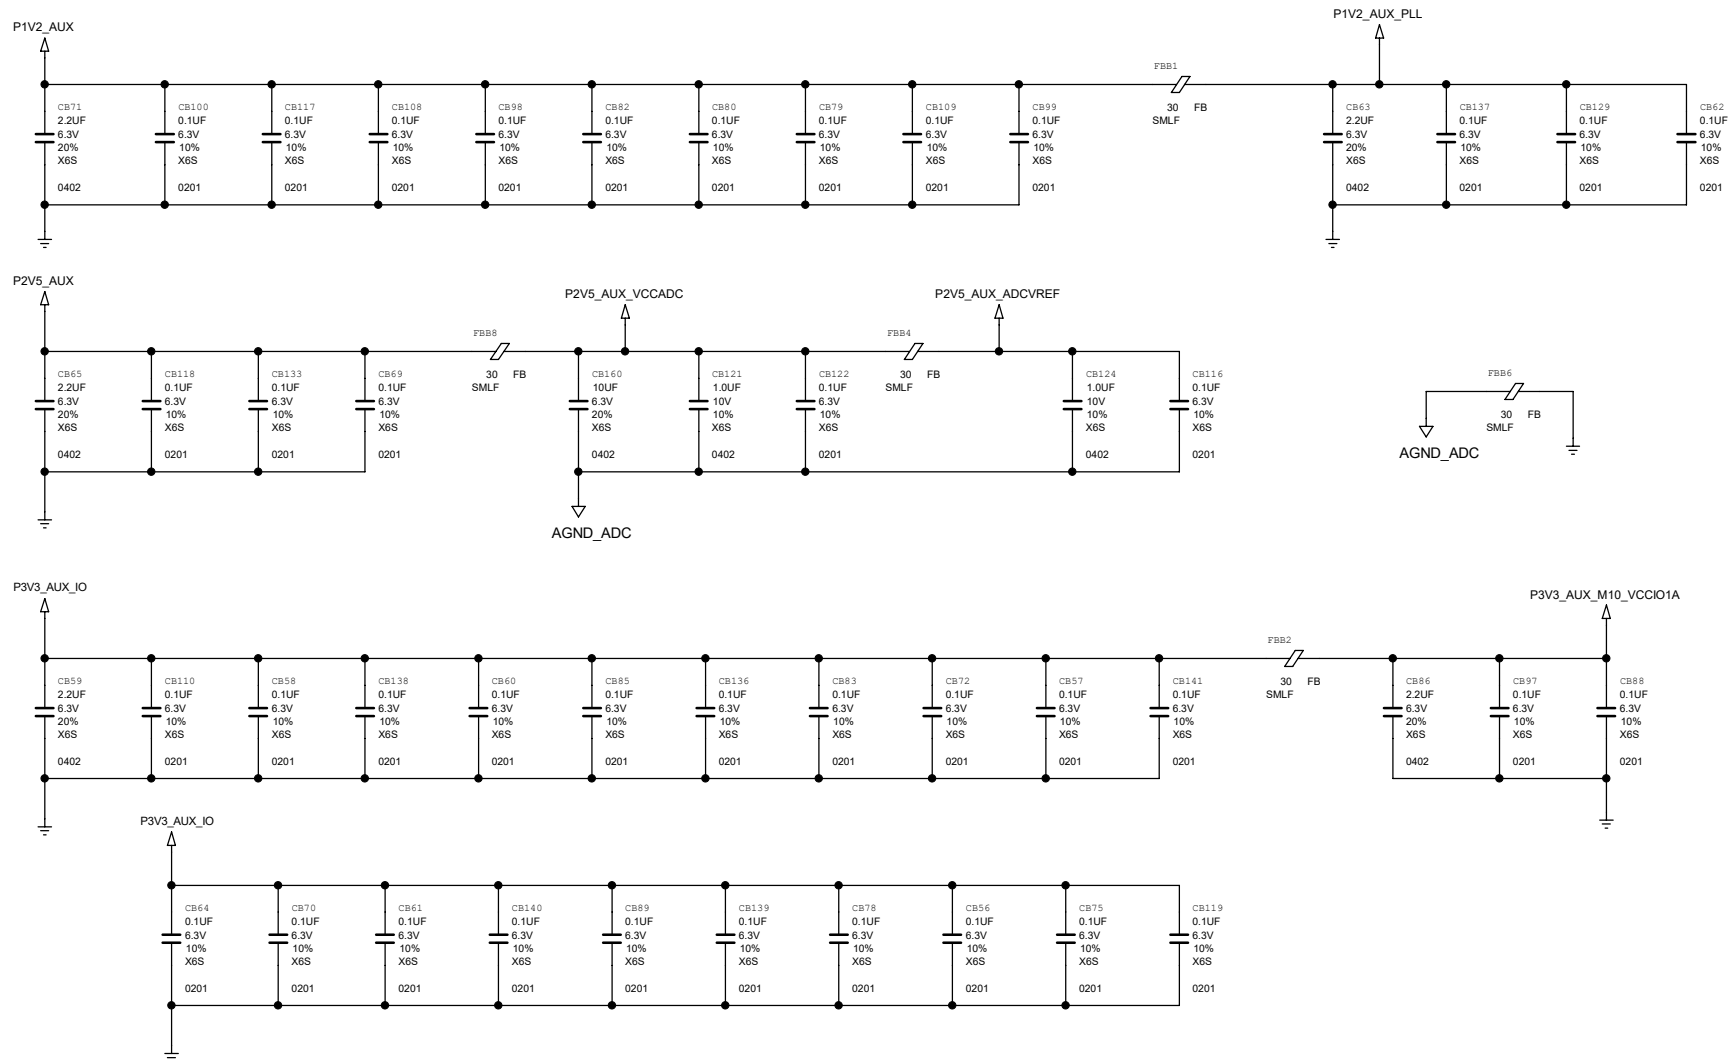 P1V2_AUX
P1V2_AUX_PLL
FBB1
30 FB
SMLF
CB71
2.2UF
6.3V
20%
X6S
0402
CB100
0.1UF
6.3V
10%
X6S
0201
CB117
0.1UF
6.3V
10%
X6S
0201
CB108
0.1UF
6.3V
10%
X6S
0201
CB98
0.1UF
6.3V
10%
X6S
0201
CB82
0.1UF
6.3V
10%
X6S
0201
CB80
0.1UF
6.3V
10%
X6S
0201
CB79
0.1UF
6.3V
10%
X6S
0201
CB109
0.1UF
6.3V
10%
X6S
0201
CB99
0.1UF
6.3V
10%
X6S
0201
CB63
2.2UF
6.3V
20%
X6S
0402
CB137
0.1UF
6.3V
10%
X6S
0201
CB129
0.1UF
6.3V
10%
X6S
0201
CB62
0.1UF
6.3V
10%
X6S
0201
P2V5_AUX
P2V5_AUX_VCCADC
P2V5_AUX_ADCVREF
FBB8
30 FB
SMLF
FBB4
30 FB
SMLF
CB65
2.2UF
6.3V
20%
X6S
0402
CB118
0.1UF
6.3V
10%
X6S
0201
CB133
0.1UF
6.3V
10%
X6S
0201
CB69
0.1UF
6.3V
10%
X6S
0201
CB160
10UF
6.3V
20%
X6S
0402
CB121
1.0UF
10V
10%
X6S
0402
CB122
0.1UF
6.3V
10%
X6S
0201
CB124
1.0UF
10V
10%
X6S
0402
CB116
0.1UF
6.3V
10%
X6S
0201
FBB6
30 FB
SMLF
AGND_ADC
AGND_ADC
P3V3_AUX_IO
P3V3_AUX_M10_VCCIO1A
FBB2
30 FB
SMLF
CB59
2.2UF
6.3V
20%
X6S
0402
CB110
0.1UF
6.3V
10%
X6S
0201
CB58
0.1UF
6.3V
10%
X6S
0201
CB138
0.1UF
6.3V
10%
X6S
0201
CB60
0.1UF
6.3V
10%
X6S
0201
CB85
0.1UF
6.3V
10%
X6S
0201
CB136
0.1UF
6.3V
10%
X6S
0201
CB83
0.1UF
6.3V
10%
X6S
0201
CB72
0.1UF
6.3V
10%
X6S
0201
CB57
0.1UF
6.3V
10%
X6S
0201
CB141
0.1UF
6.3V
10%
X6S
0201
CB86
2.2UF
6.3V
20%
X6S
0402
CB97
0.1UF
6.3V
10%
X6S
0201
CB88
0.1UF
6.3V
10%
X6S
0201
P3V3_AUX_IO
CB64
0.1UF
6.3V
10%
X6S
0201
CB70
0.1UF
6.3V
10%
X6S
0201
CB61
0.1UF
6.3V
10%
X6S
0201
CB140
0.1UF
6.3V
10%
X6S
0201
CB89
0.1UF
6.3V
10%
X6S
0201
CB139
0.1UF
6.3V
10%
X6S
0201
CB78
0.1UF
6.3V
10%
X6S
0201
CB56
0.1UF
6.3V
10%
X6S
0201
CB75
0.1UF
6.3V
10%
X6S
0201
CB119
0.1UF
6.3V
10%
X6S
0201